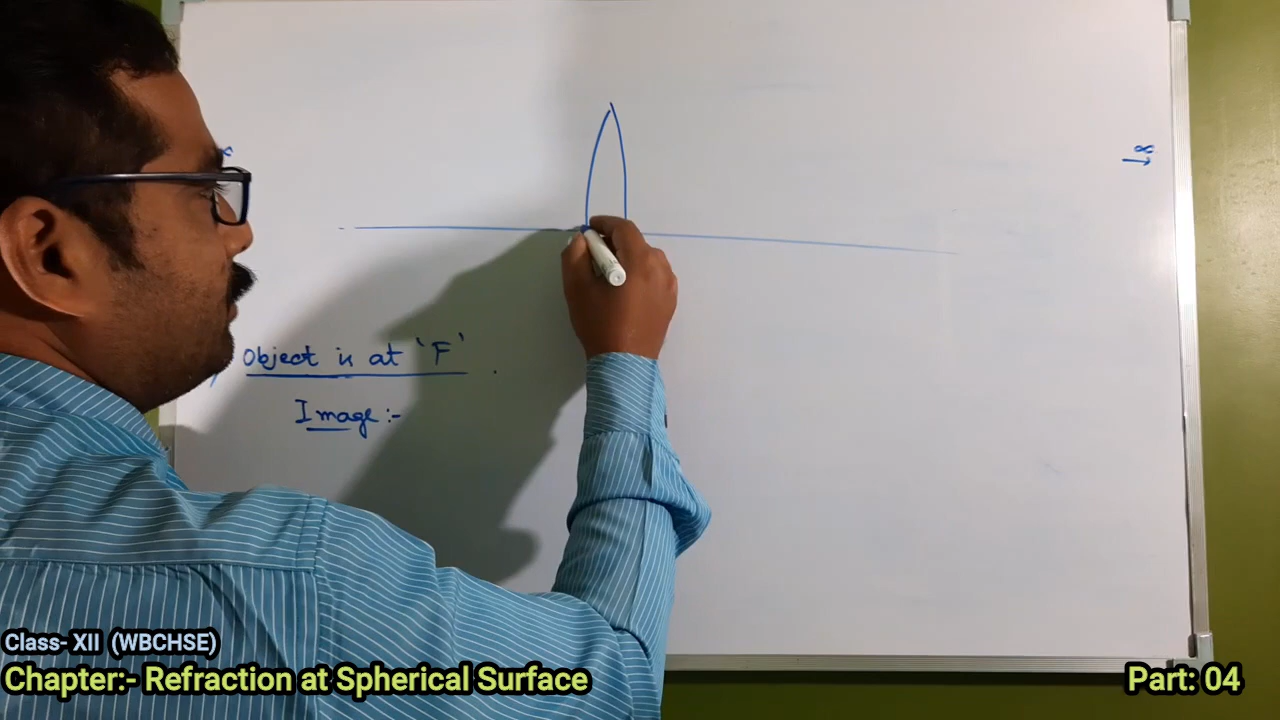 Object is at 'F'
Image:-
Class- XII (WBCHSE)
Chapter:- Refraction at Spherical Surface
Part: 04